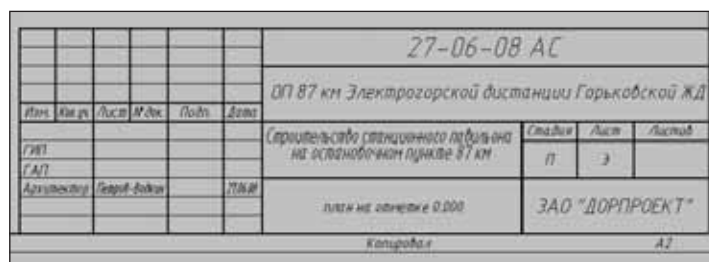 27-06-08 АС
ОП 87 км Электрогорской дистанции Горьковской ЖД
Изм. Кол.уч. Лист № док. Подп. Дата
Строительство станционного павильона на остановочном пункте 87 км
Стадия Лист Листов
П 3
ГИП
ГАП
Архитектор Петров-Водкин
план на отметке 0.000
ЗАО "ДОРПРОЕКТ"
Копировал А2